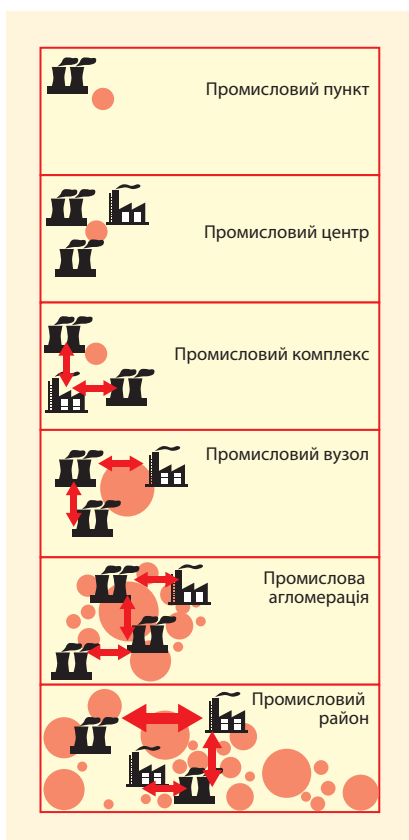 Промисловий пункт
Промисловий центр
Промисловий комплекс
Промисловий вузол
Промислова
агломерація
Промисловий
район